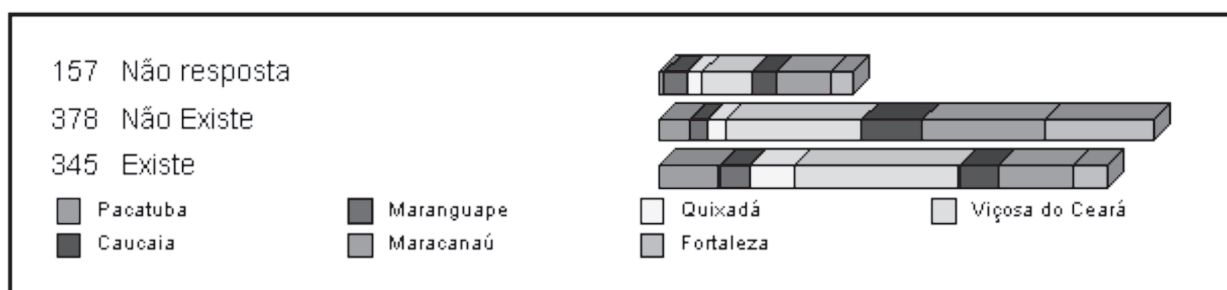 157 Não resposta
378 Não Existe
345 Existe
Pacatuba Maranguape Quixadá Viçosa do Ceará
Caucaia Maracanaú Fortaleza